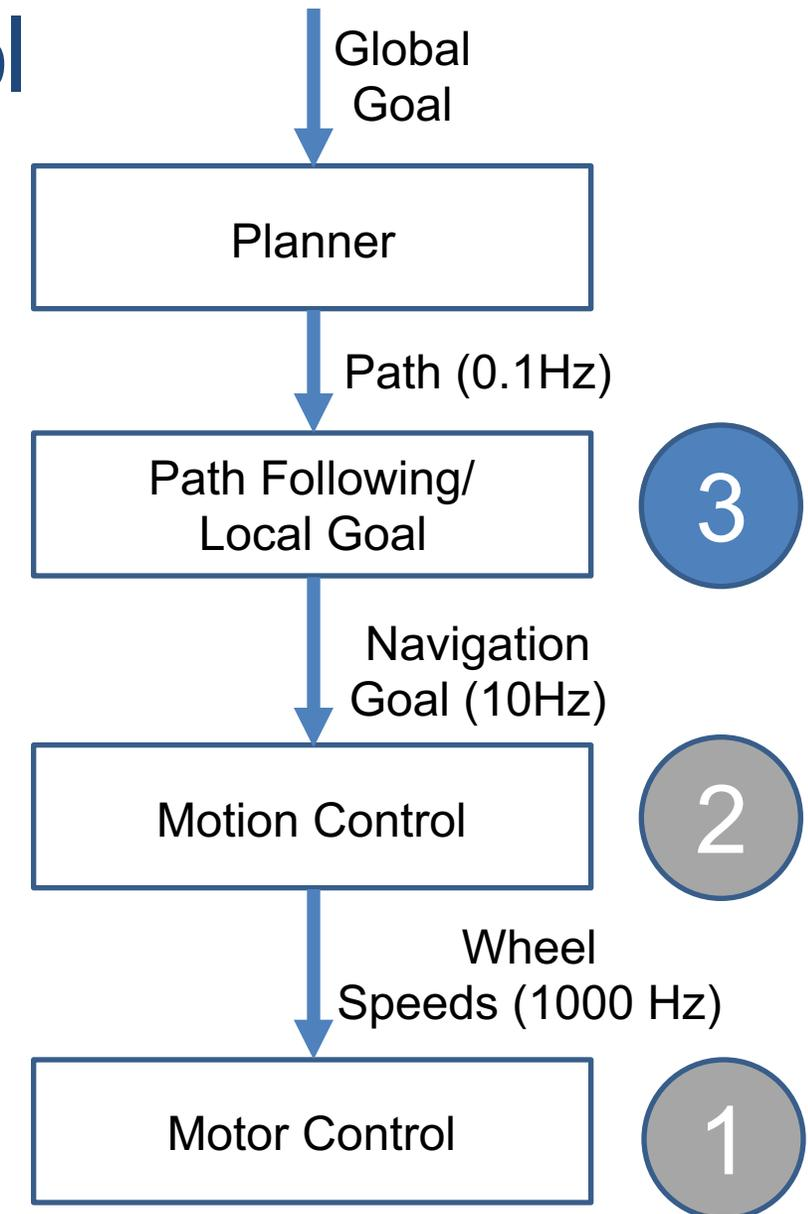 Global
Goal
Planner
Path (0.1Hz)
Path Following/
Local Goal
3
Navigation
Goal (10Hz)
Motion Control
2
Wheel
Speeds (1000 Hz)
Motor Control
1